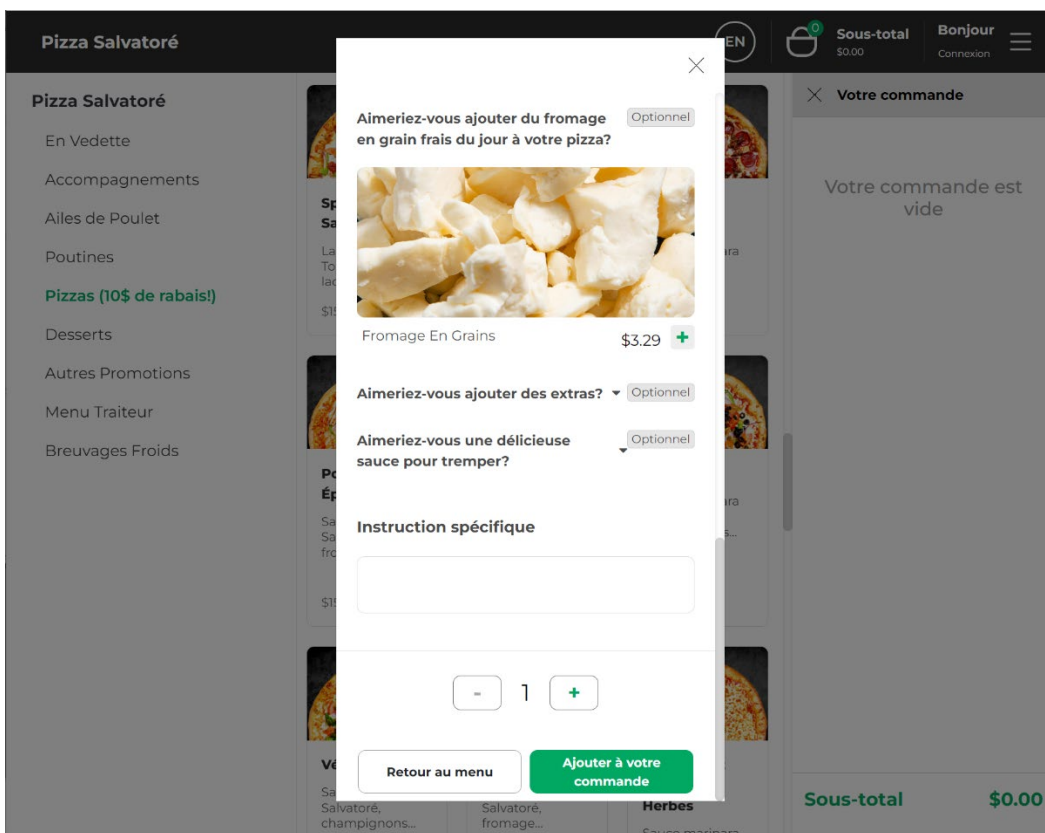 Pizza Salvatoré
EN
0
Sous-total
$0.00
Bonjour
Connexion
Pizza Salvatoré
En Vedette
Accompagnements
Ailes de Poulet
Poutines
Pizzas (10$ de rabais!)
Desserts
Autres Promotions
Menu Traiteur
Breuvages Froids
Aimeriez-vous ajouter du fromage
en grain frais du jour à votre pizza?
Optionnel
Fromage En Grains
$3.29 +
Aimeriez-vous ajouter des extras?
Optionnel
Aimeriez-vous une délicieuse
sauce pour tremper?
Optionnel
Instruction spécifique
- 1 +
Retour au menu
Ajouter à votre
commande
Salvatoré,
champignons...
Salvatoré,
fromage...
Herbes
Sauce marinara
Votre commande
Votre commande est
vide
Sous-total
$0.00